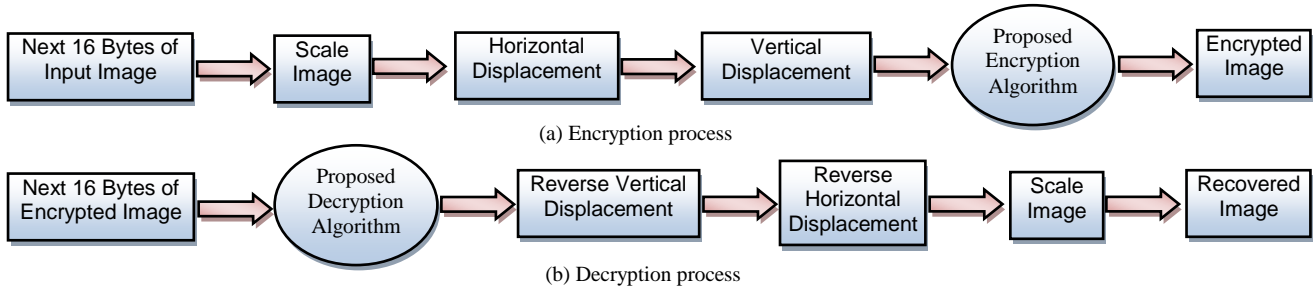 Next 16 Bytes of
Input Image
Scale
Image
Horizontal
Displacement
Vertical
Displacement
Proposed
Encryption
Algorithm
Encrypted
Image
(a) Encryption process
Next 16 Bytes of
Encrypted Image
Proposed
Decryption
Algorithm
Reverse Vertical
Displacement
Reverse
Horizontal
Displacement
Scale
Image
Recovered
Image
(b) Decryption process